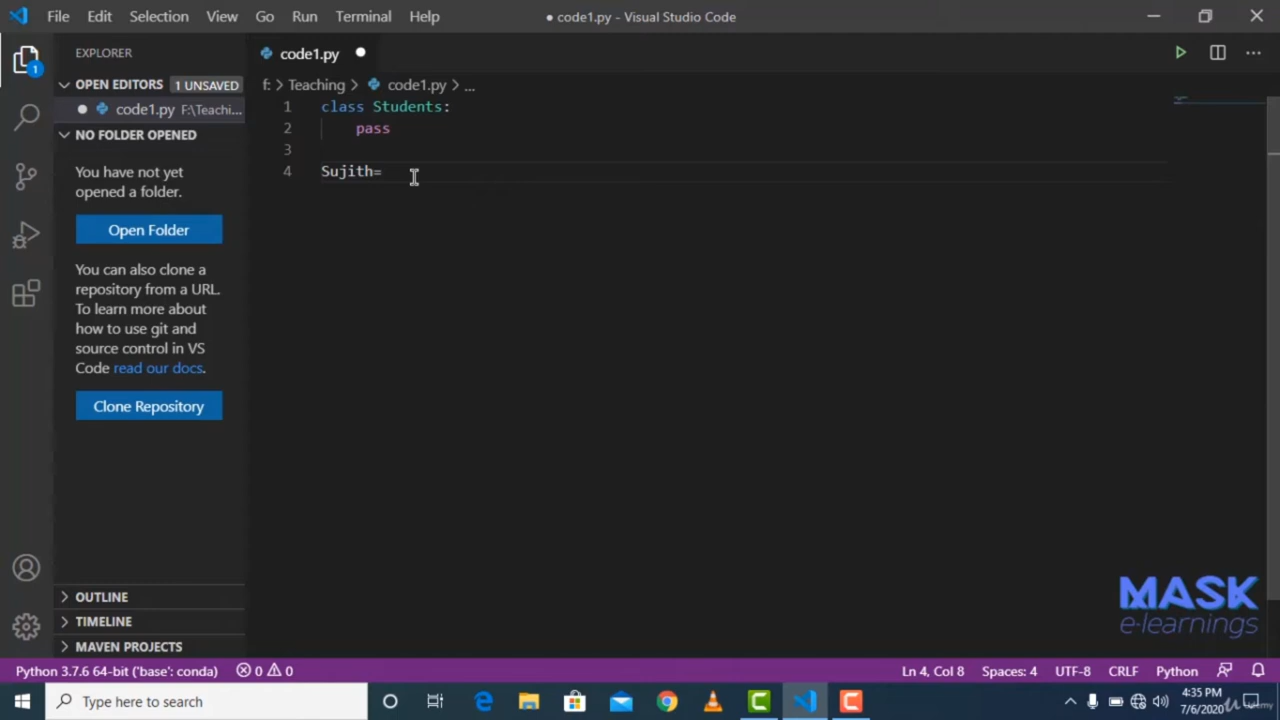 File Edit Selection View Go Run Terminal Help
● code1.py - Visual Studio Code
EXPLORER
code1.py
OPEN EDITORS 1 UNSAVED
code1.py F:\Teachi...
NO FOLDER OPENED
You have not yet
opened a folder.
Open Folder
You can also clone a
repository from a URL.
To learn more about
how to use git and
source control in VS
Code read our docs.
Clone Repository
OUTLINE
TIMELINE
MAVEN PROJECTS
1
f: > Teaching > code1.py > ...
1 class Students:
2 pass
3
4 Sujith=
MASK
e-learnings
Python 3.7.6 64-bit ('base': conda) 0 0 Ln 4, Col 8 Spaces: 4 UTF-8 CRLF Python
Type here to search
4:35 PM
7/6/2020
Udemy